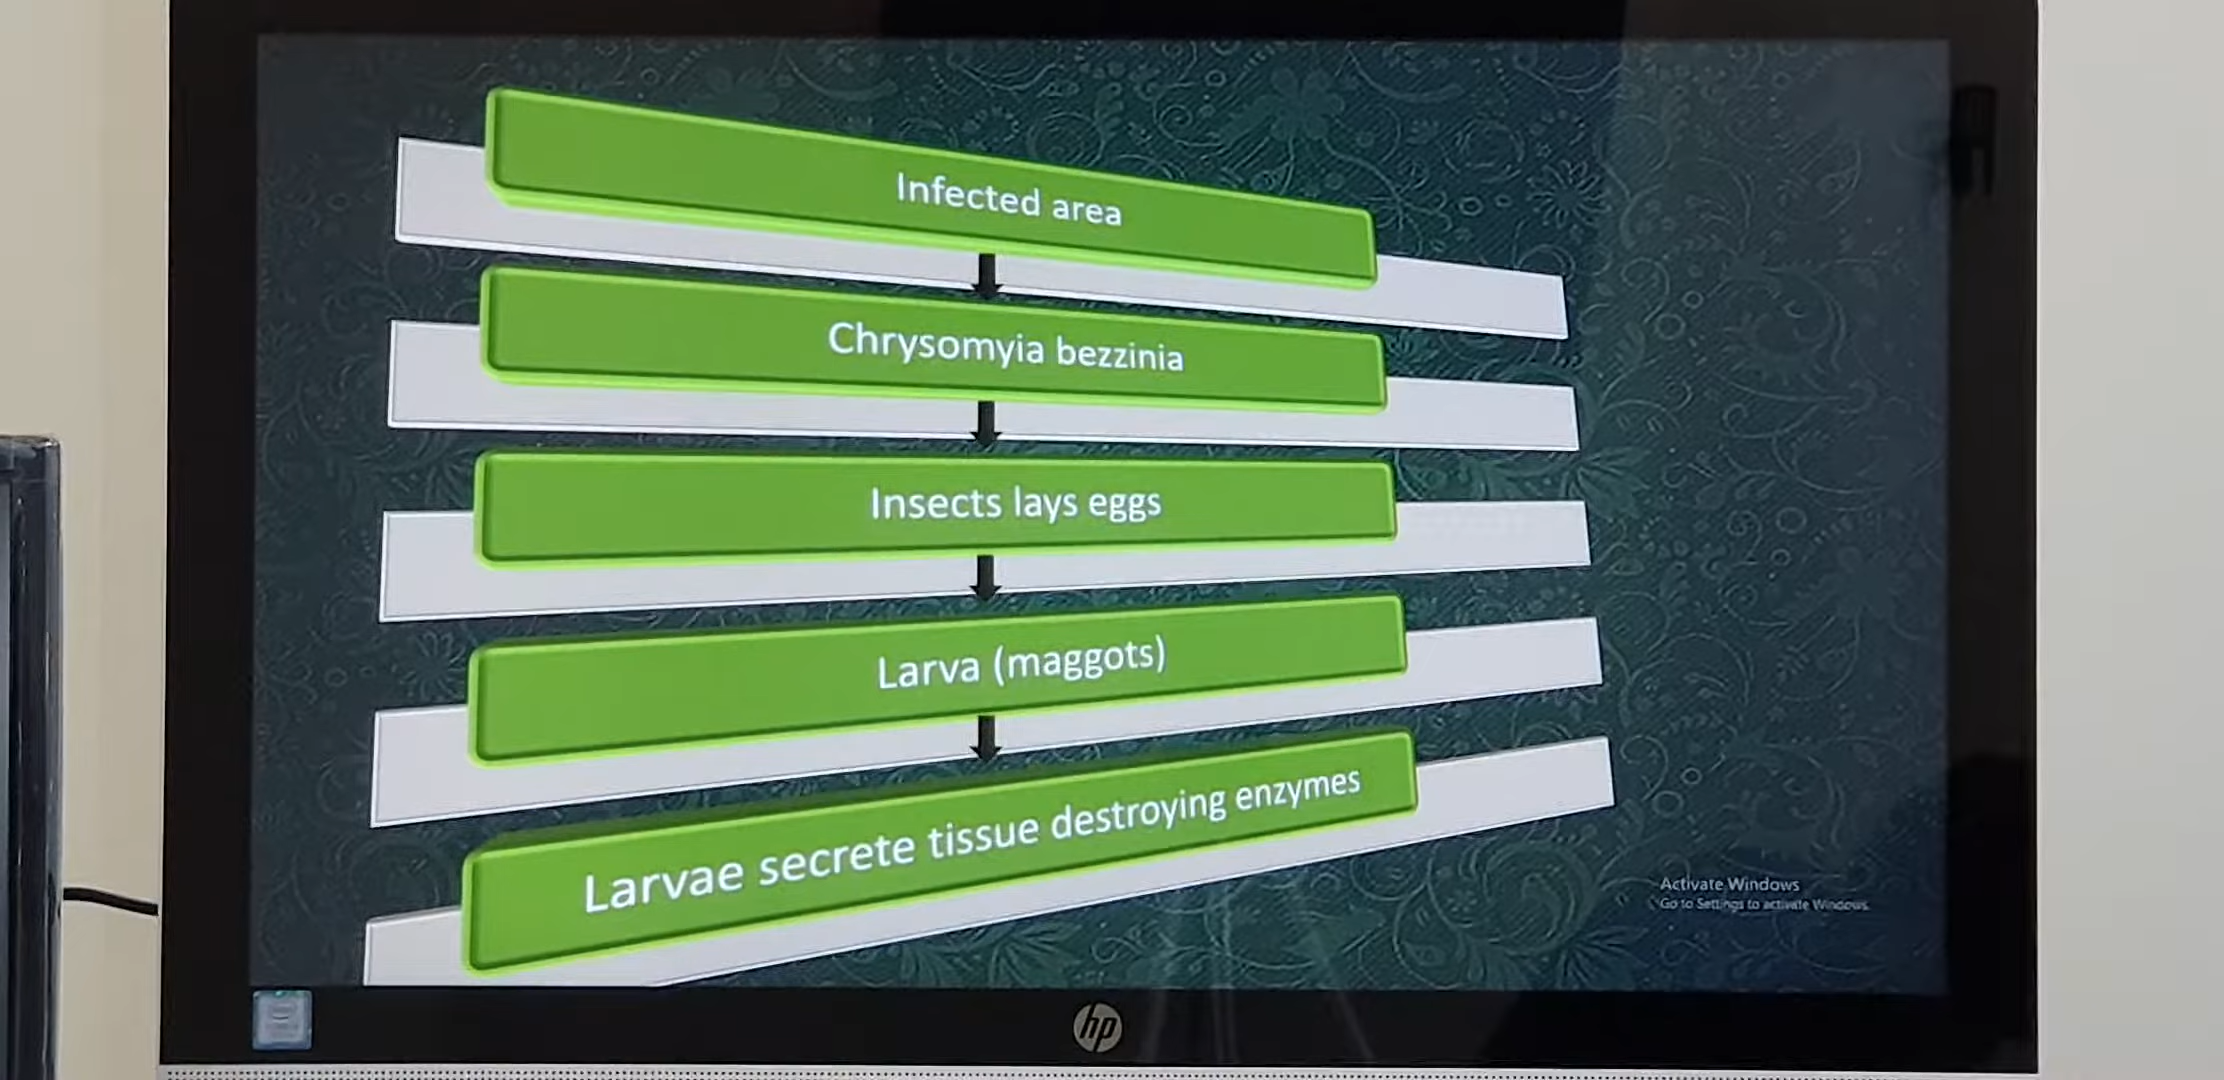 Infected area
Chrysomyia bezzinia
Insects lays eggs
Larva (maggots)
Larvae secrete tissue destroying enzymes
Activate Windows
Go to Settings to activate Windows.
hp